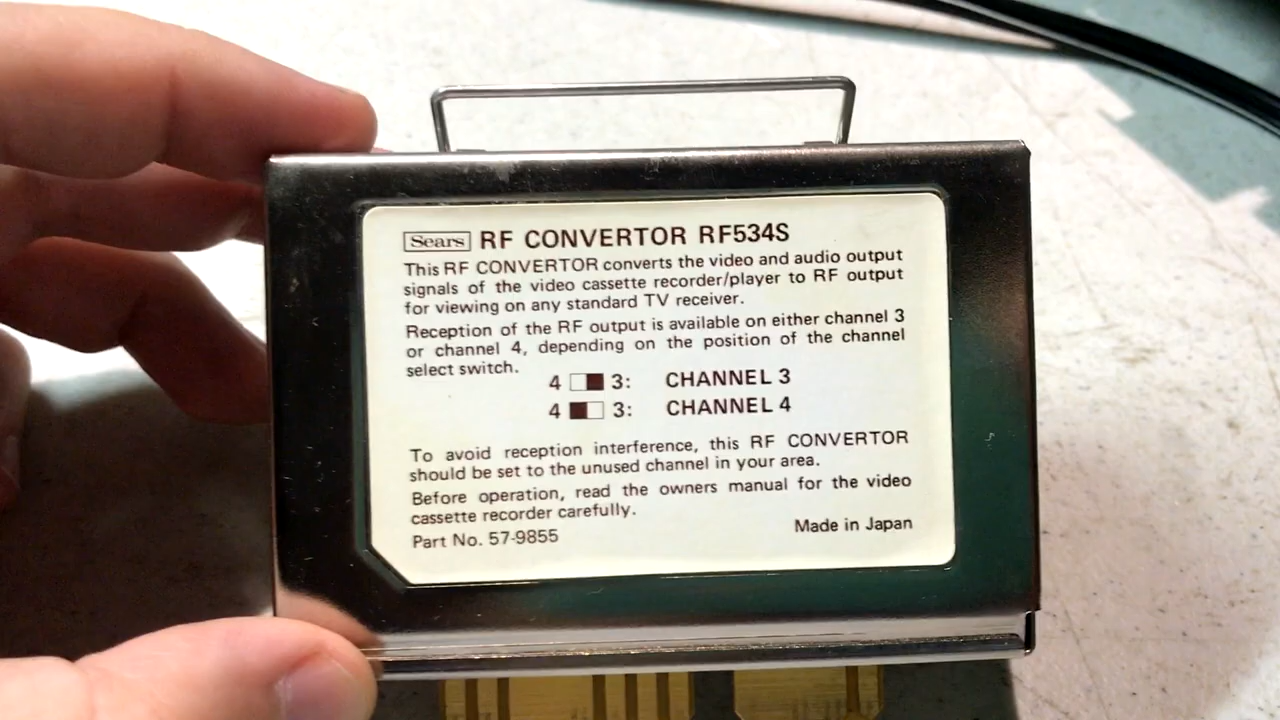 Sears RF CONVERTOR RF534S
This RF CONVERTOR converts the video and audio output
signals of the video cassette recorder/player to RF output
for viewing on any standard TV receiver.
Reception of the RF output is available on either channel 3
or channel 4, depending on the position of the channel
select switch.
4 3: CHANNEL 3
4 3: CHANNEL 4
To avoid reception interference, this RF CONVERTOR
should be set to the unused channel in your area.
Before operation, read the owners manual for the video
cassette recorder carefully.
Part No. 57-9855 Made in Japan